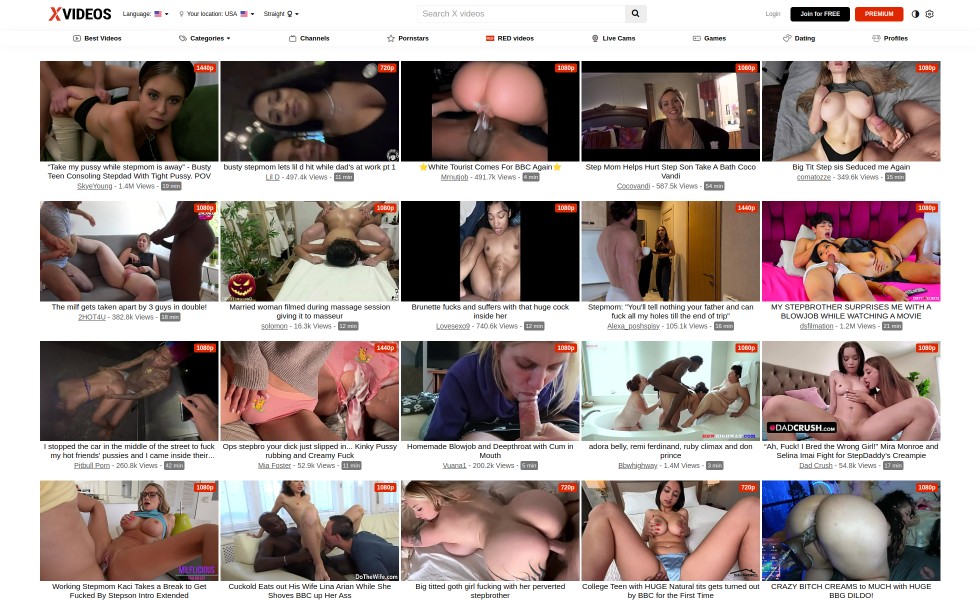 XVIDEOS
Language:
Your location: USA
Straight
Search X videos
Login
Join for FREE
PREMIUM
Best Videos
Categories
Channels
Pornstars
RED videos
Live Cams
Games
Dating
Profiles
1440p
720p
1080p
1080p
1080p
"Take my pussy while stepmom is away" - Busty
Teen Consoling Stepdad With Tight Pussy. POV
SkyeYoung - 1.4M Views - 19 min
busty stepmom lets lil d hit while dad's at work pt 1
Lil D - 497.4k Views - 11 min
⭐White Tourist Comes For BBC Again⭐
Mrnutjob - 491.7k Views - 4 min
Step Mom Helps Hurt Step Son Take A Bath Coco
Vandi
Cocovandi - 587.5k Views - 54 min
Big Tit Step sis Seduced me Again
comatozze - 349.6k Views - 15 min
1080p
1080p
1080p
1440p
1080p
The milf gets taken apart by 3 guys in double!
2HOT4U - 382.8k Views - 18 min
Married woman filmed during massage session
giving it to masseur
solomon - 16.3k Views - 12 min
Brunette fucks and suffers with that huge cock
inside her
Lovesexo9 - 740.6k Views - 12 min
Stepmom: "You'll tell nothing your father and can
fuck all my holes till the end of trip"
Alexa_poshspisy - 105.1k Views - 16 min
MY STEPBROTHER SURPRISES ME WITH A
BLOWJOB WHILE WATCHING A MOVIE
dsfilmation - 1.2M Views - 21 min
1080p
1440p
1080p
1080p
1080p
DADCRUSH.COM
I stopped the car in the middle of the street to fuck
my hot friends' pussies and I came inside their...
Pitbull Porn - 260.8k Views - 42 min
Ops stepbro your dick just slipped in... Kinky Pussy
rubbing and Creamy Fuck
Mia Foster - 52.9k Views - 11 min
Homemade Blowjob and Deepthroat with Cum in
Mouth
Vuana1 - 200.2k Views - 5 min
adora belly, remi ferdinand, ruby climax and don
prince
Bbwhighway - 1.4M Views - 3 min
"Ah, Fuck! I Bred the Wrong Girl!" Mira Monroe and
Selina Imai Fight for StepDaddy's Creampie
Dad Crush - 54.8k Views - 17 min
1080p
1080p
720p
720p
1080p
MILFLICIOUS
DoTheWife.com
Working Stepmom Kaci Takes a Break to Get
Fucked By Stepson Intro Extended
Cuckold Eats out His Wife Lina Arian While She
Shoves BBC up Her Ass
Big titted goth girl fucking with her perverted
stepbrother
College Teen with HUGE Natural tits gets turned out
by BBC for the First Time
CRAZY BITCH CREAMS to MUCH with HUGE
BBG DILDO!